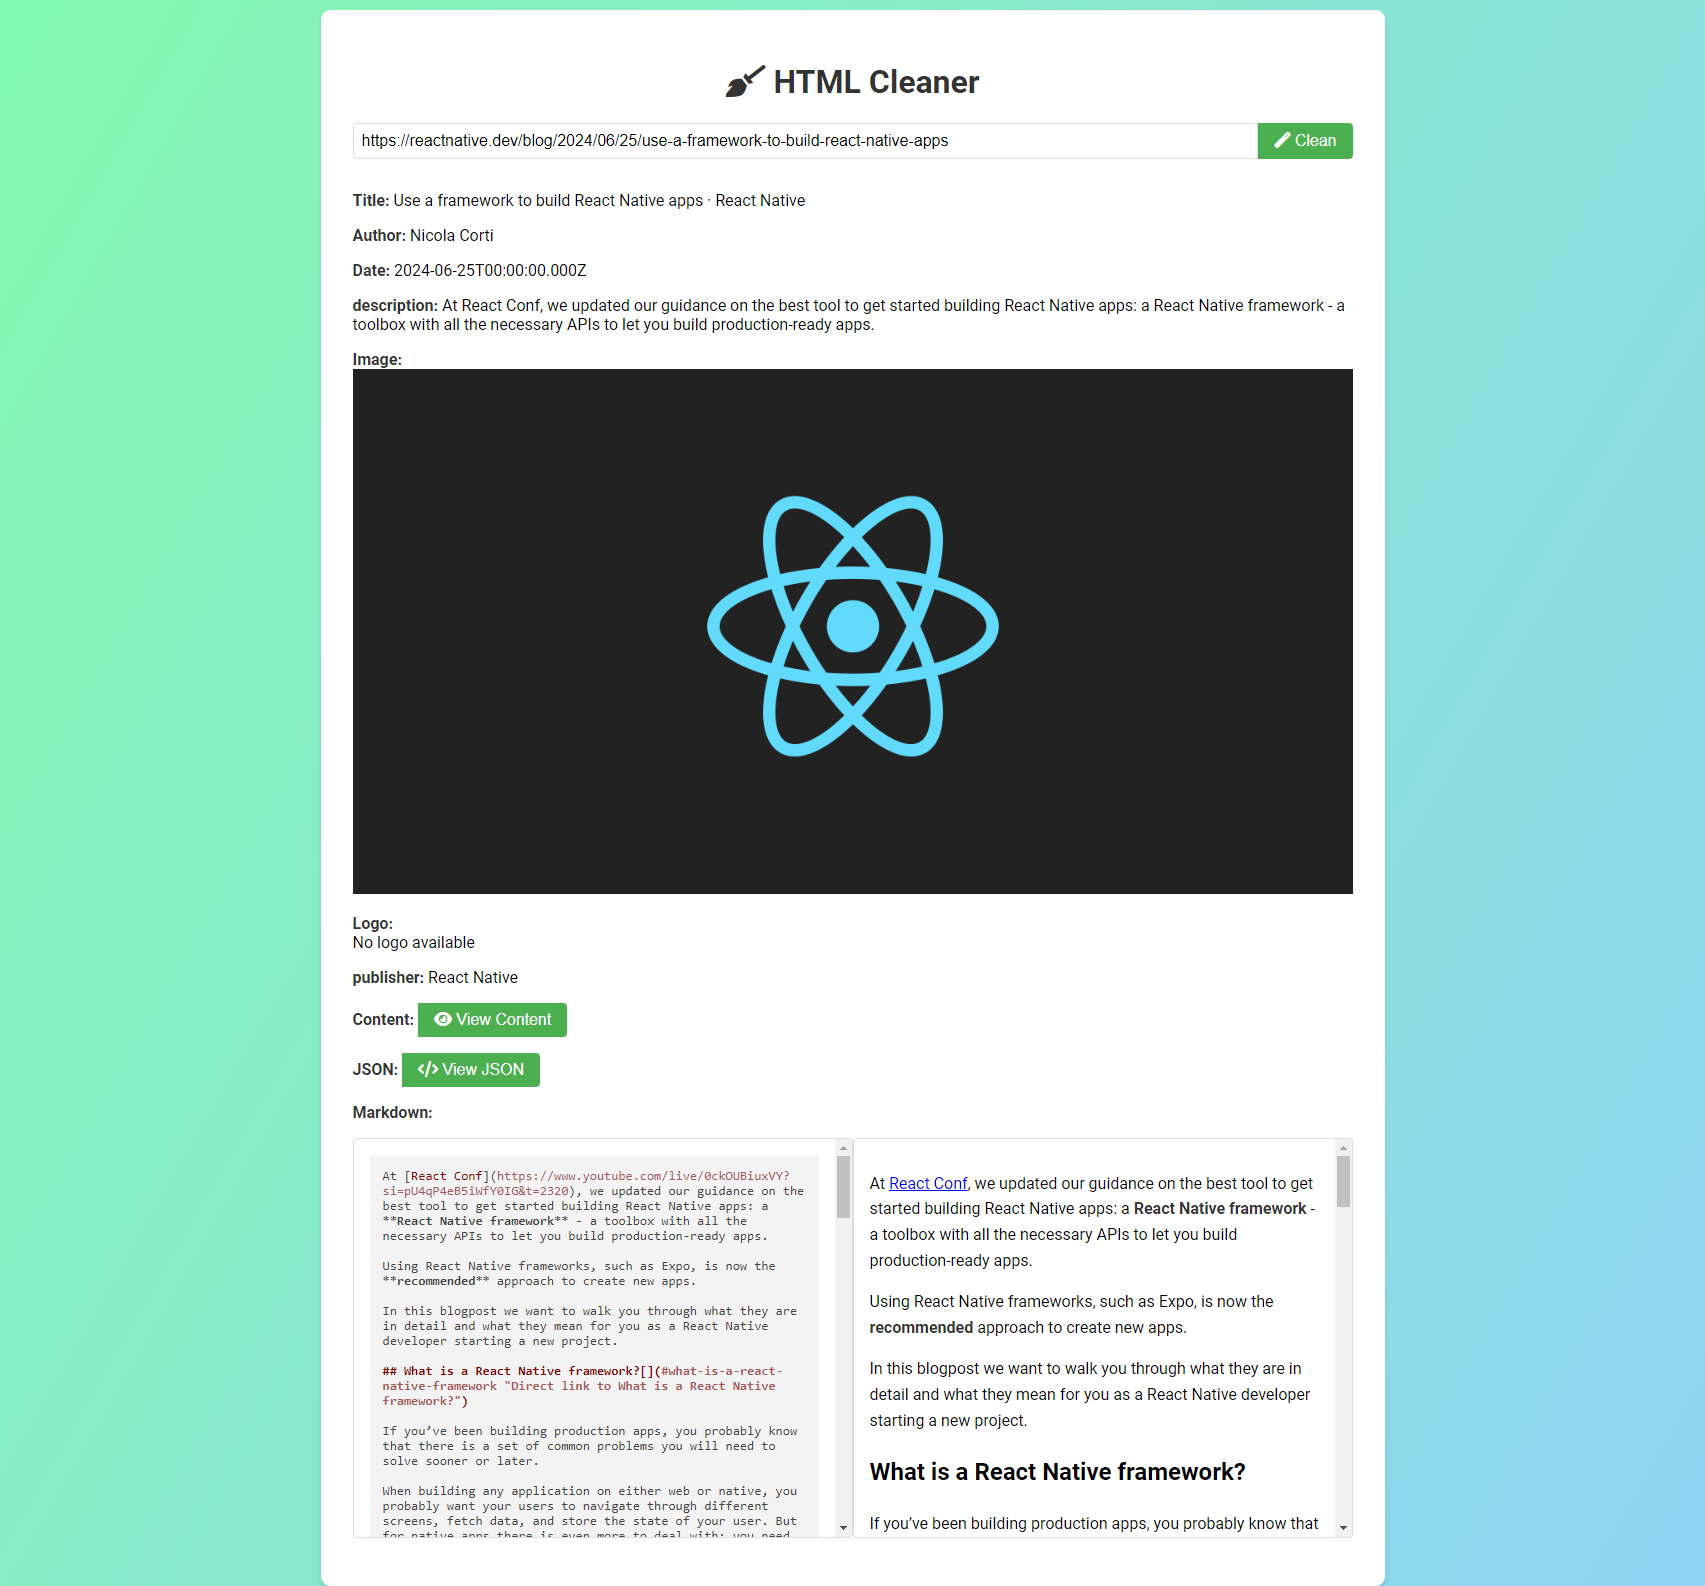 HTML Cleaner
https://reactnative.dev/blog/2024/06/25/use-a-framework-to-build-react-native-apps
Clean
Title: Use a framework to build React Native apps · React Native
Author: Nicola Corti
Date: 2024-06-25T00:00:00.000Z
description: At React Conf, we updated our guidance on the best tool to get started building React Native apps: a React Native framework - a
toolbox with all the necessary APIs to let you build production-ready apps.
Image:
Logo:
No logo available
publisher: React Native
Content: View Content
JSON: </> View JSON
Markdown:
At [React Conf](https://www.youtube.com/live/0ckOUBiuxVY?
si=pU4qP4eB5iWfY0IG&t=2320), we updated our guidance on the
best tool to get started building React Native apps: a
**React Native framework** - a toolbox with all the
necessary APIs to let you build production-ready apps.
Using React Native frameworks, such as Expo, is now the
**recommended** approach to create new apps.
In this blogpost we want to walk you through what they are
in detail and what they mean for you as a React Native
developer starting a new project.
## What is a React Native framework?[](#what-is-a-react-
native-framework "Direct link to What is a React Native
framework?")
If you’ve been building production apps, you probably know
that there is a set of common problems you will need to
solve sooner or later.
When building any application on either web or native, you
probably want your users to navigate through different
screens, fetch data, and store the state of your user. But
for native apps there is even more to deal with: you need
At React Conf, we updated our guidance on the best tool to get
started building React Native apps: a React Native framework -
a toolbox with all the necessary APIs to let you build
production-ready apps.
Using React Native frameworks, such as Expo, is now the
recommended approach to create new apps.
In this blogpost we want to walk you through what they are in
detail and what they mean for you as a React Native developer
starting a new project.
What is a React Native framework?
If you’ve been building production apps, you probably know that